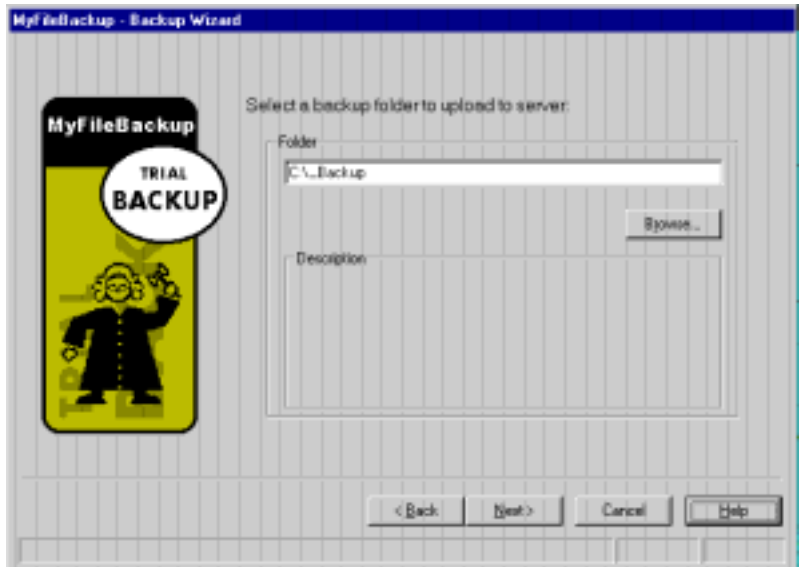 MyFileBackup - Backup Wizard
MyFileBackup
TRIAL
BACKUP
Select a backup folder to upload to server:
Folder
C:\_Backup
Browse...
Description
< Back
Next >
Cancel
Help